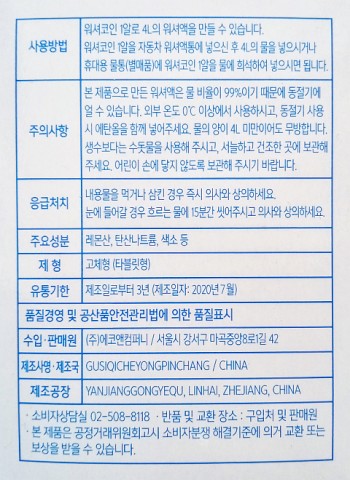 사용방법
워셔코인 1알로 4L의 워셔액을 만들 수 있습니다.
워셔코인 1알을 자동차 워셔액통에 넣으신 후 4L의 물을 넣으시거나
휴대용 물통(별매품)에 워셔코인 1알을 물에 희석하여 넣으시면 됩니다.
주의사항
본 제품으로 만든 워셔액은 물 비율이 99%이기 때문에 동절기에
얼 수 있습니다. 외부 온도 0℃ 이상에서 사용하시고, 동절기 사용
시 에탄올을 함께 넣어주세요. 물의 양이 4L 미만이어도 무방합니다.
생수보다는 수돗물을 사용해 주시고, 서늘하고 건조한 곳에 보관해
주세요. 어린이 손에 닿지 않도록 보관해 주시기 바랍니다.
응급처치
내용물을 먹거나 삼킨 경우 즉시 의사와 상의하세요.
눈에 들어갈 경우 흐르는 물에 15분간 씻어주시고 의사와 상의하세요.
주요성분
레몬산, 탄산나트륨, 색소 등
제 형
고체형 (타블릿형)
유통기한
제조일로부터 3년 (제조일자: 2020년 7월)
품질경영 및 공산품안전관리법에 의한 품질표시
수입 · 판매원
(주)에코앤컴퍼니 / 서울시 강서구 마곡중앙8로1길 42
제조사명 · 제조국
GUSIQICHEYONGPINCHANG / CHINA
제조공장
YANJIANGGONGYEQU, LINHAI, ZHEJIANG, CHINA
· 소비자상담실 02-508-8118 · 반품 및 교환 장소 : 구입처 및 판매원
· 본 제품은 공정거래위원회고시 소비자분쟁 해결기준에 의거 교환 또는
보상을 받을 수 있습니다.